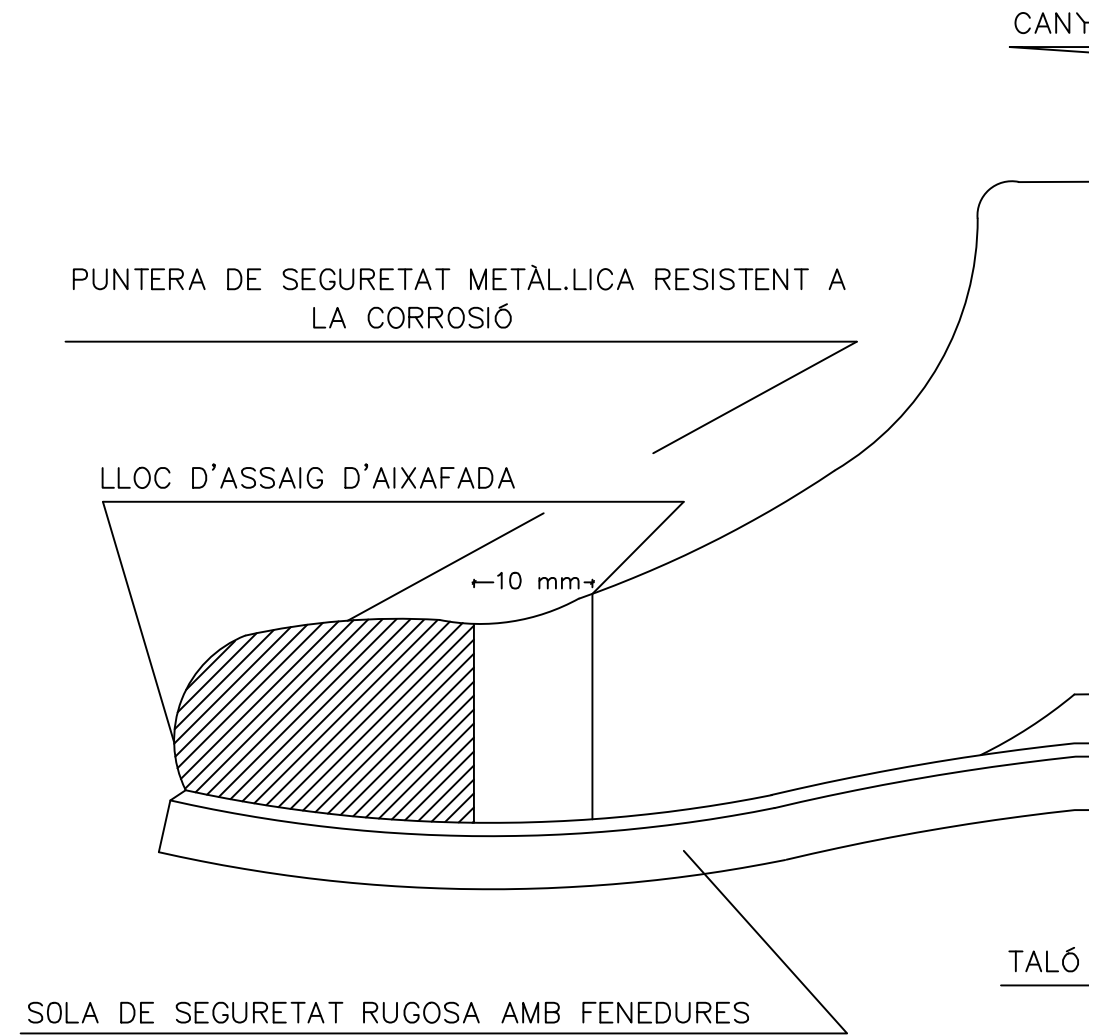 PUNTERA DE SEGURETAT METÀL.LICA RESISTENT A
LA CORROSIÓ
LLOC D'ASSAIG D'AIXAFADA
10 mm
TALÓ
SOLA DE SEGURETAT RUGOSA AMB FENEDURES